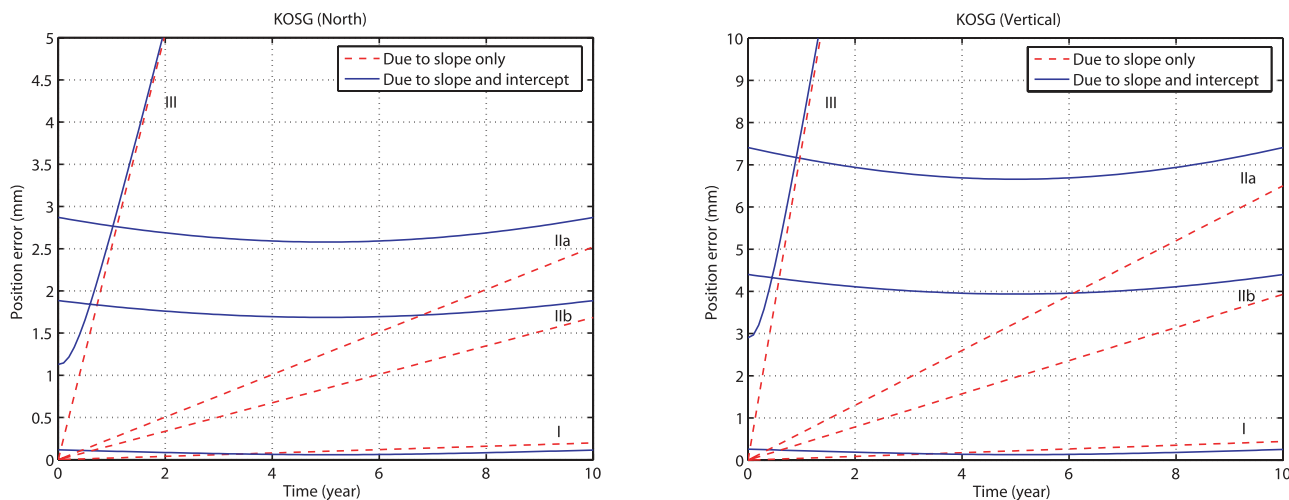 KOSG (North)
5
4.5
4
3.5
3
2.5
2
1.5
1
0.5
0
Position error (mm)
Due to slope only
Due to slope and intercept
III
IIa
IIb
I
0
2
4
6
8
10
Time (year)
KOSG (Vertical)
10
9
8
7
6
5
4
3
2
1
0
Position error (mm)
Due to slope only
Due to slope and intercept
III
IIa
IIb
I
0
2
4
6
8
10
Time (year)